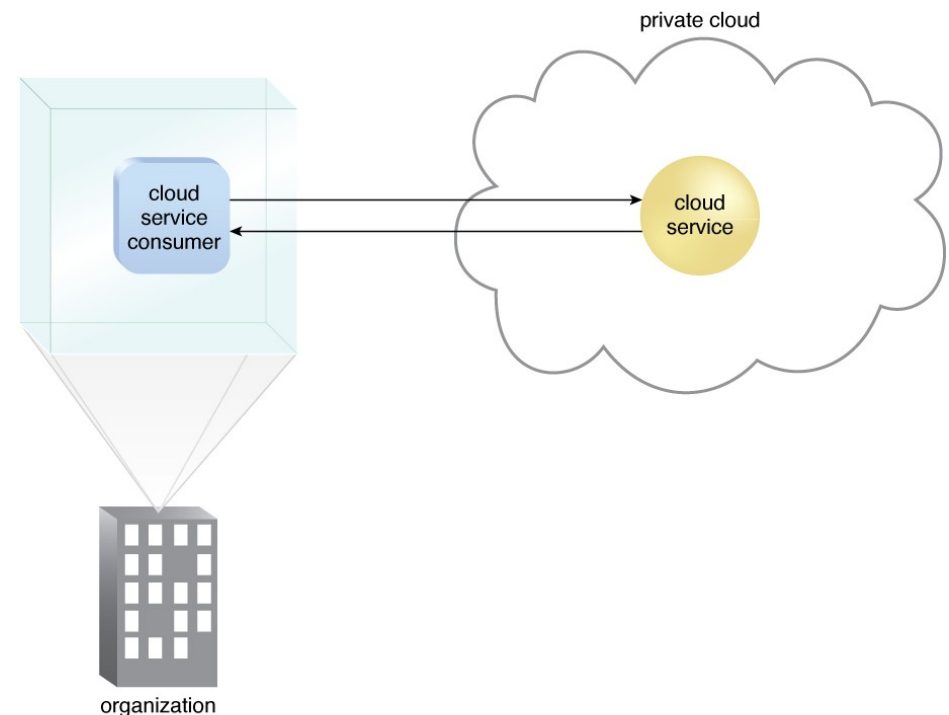 private cloud
cloud
service
consumer
cloud
service
organization